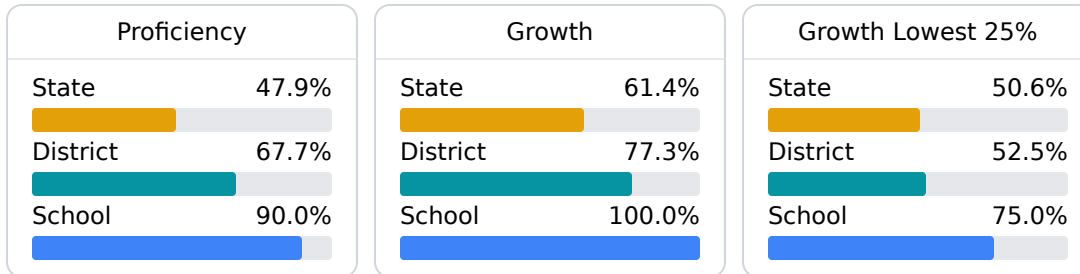 Proficiency
State 47.9%
District 67.7%
School 90.0%
Growth
State 61.4%
District 77.3%
School 100.0%
Growth Lowest 25%
State 50.6%
District 52.5%
School 75.0%